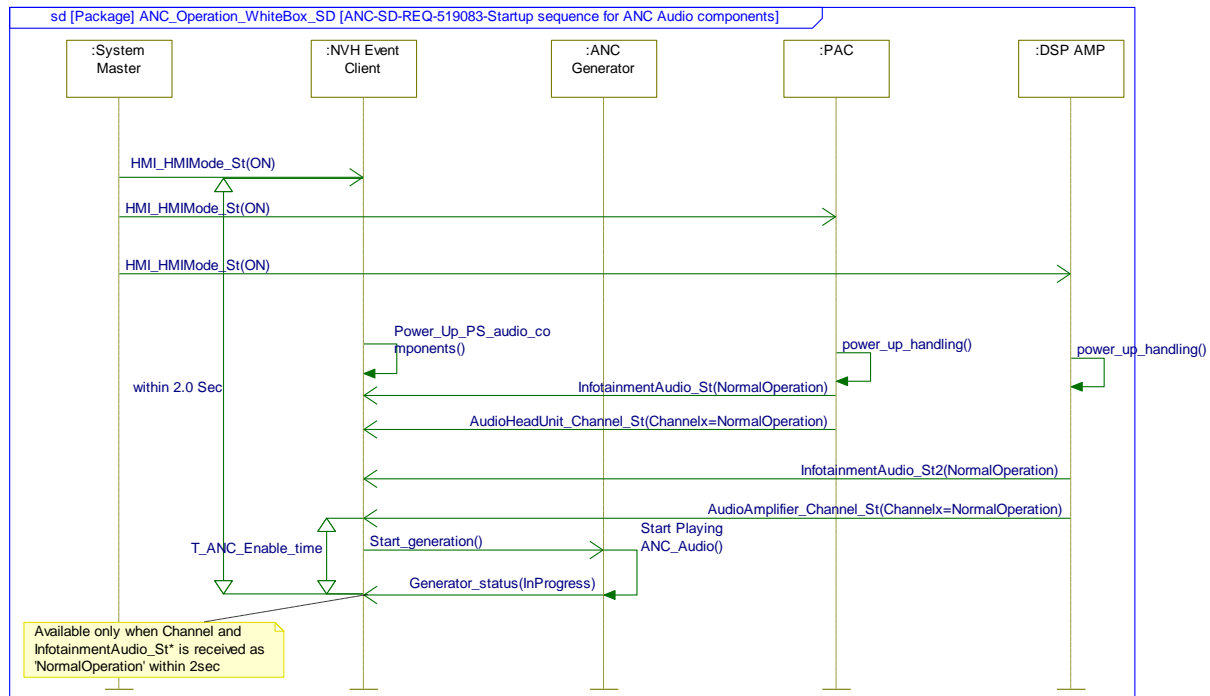 sd [Package] ANC_Operation_WhiteBox_SD [ANC-SD-REQ-519083-Startup sequence for ANC Audio components]
:System
Master
:NVH Event
Client
:ANC
Generator
:PAC
:DSP AMP
HMI_HMIMode_St(ON)
HMI_HMIMode_St(ON)
HMI_HMIMode_St(ON)
Power_Up_PS_audio_co
mponents()
power_up_handling()
power_up_handling()
within 2.0 Sec
InfotainmentAudio_St(NormalOperation)
AudioHeadUnit_Channel_St(Channelx=NormalOperation)
InfotainmentAudio_St2(NormalOperation)
AudioAmplifier_Channel_St(Channelx=NormalOperation)
Start Playing
ANC_Audio()
T_ANC_Enable_time
Start_generation()
Generator_status(InProgress)
Available only when Channel and
InfotainmentAudio_St* is received as
'NormalOperation' within 2sec